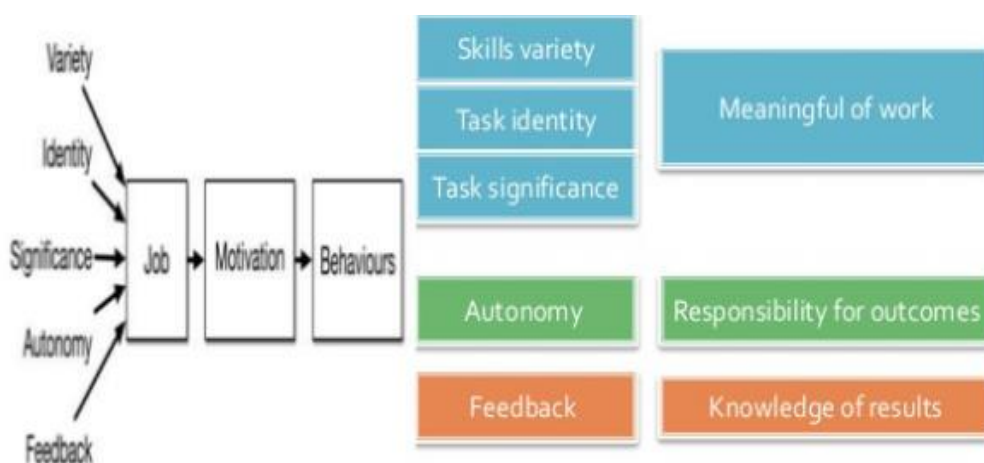 Variety
Identity
Significance
Autonomy
Feedback
Job
Motivation
Behaviours
Skills variety
Task identity
Task significance
Meaningful of work
Autonomy
Responsibility for outcomes
Feedback
Knowledge of results